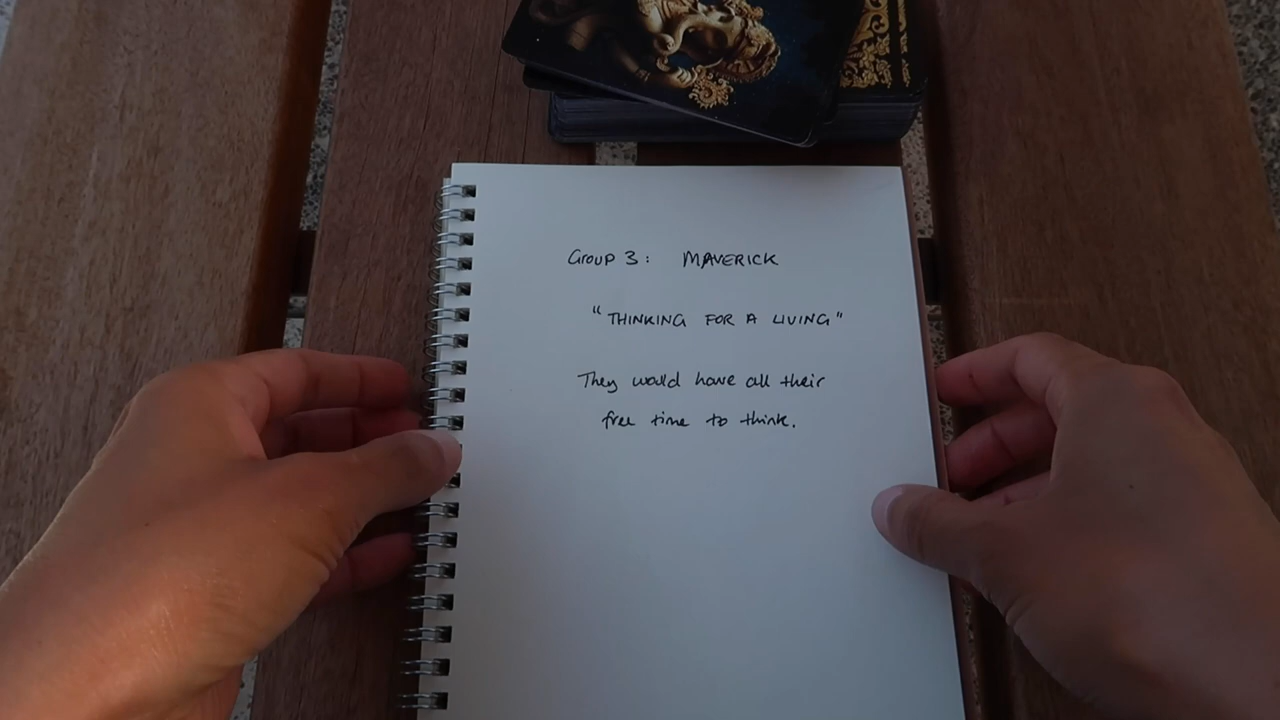 Group 3: MAVERICK
"THINKING FOR A LIVING"
They would have all their
free time to think.